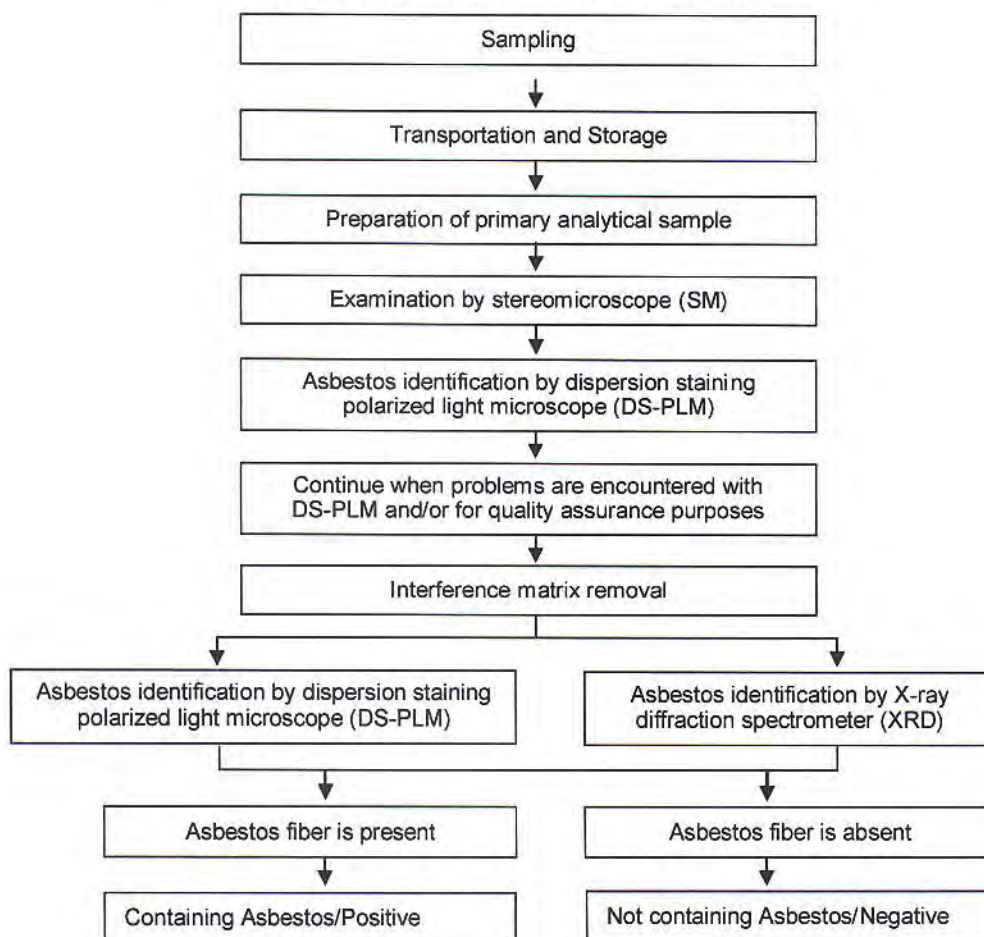 Sampling
Transportation and Storage
Preparation of primary analytical sample
Examination by stereomicroscope (SM)
Asbestos identification by dispersion staining
polarized light microscope (DS-PLM)
Continue when problems are encountered with
DS-PLM and/or for quality assurance purposes
Interference matrix removal
Asbestos identification by dispersion staining
polarized light microscope (DS-PLM)
Asbestos identification by X-ray
diffraction spectrometer (XRD)
Asbestos fiber is present
Asbestos fiber is absent
Containing Asbestos/Positive
Not containing Asbestos/Negative